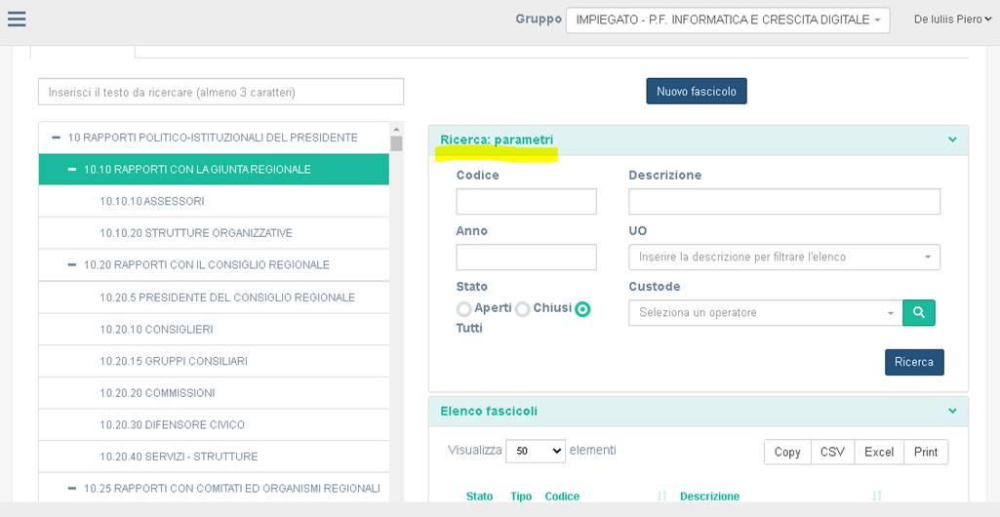 Gruppo IMPIEGATO - P.F. INFORMATICA E CRESCITA DIGITALE De Iuliis Piero
Inserisci il testo da ricercare (almeno 3 caratteri)
10 RAPPORTI POLITICO-ISTITUZIONALI DEL PRESIDENTE
10.10 RAPPORTI CON LA GIUNTA REGIONALE
10.10.10 ASSESSORI
10.10.20 STRUTTURE ORGANIZZATIVE
10.20 RAPPORTI CON IL CONSIGLIO REGIONALE
10.20.5 PRESIDENTE DEL CONSIGLIO REGIONALE
10.20.10 CONSIGLIERI
10.20.15 GRUPPI CONSILIARI
10.20.20 COMMISSIONI
10.20.30 DIFENSORE CIVICO
10.20.40 SERVIZI - STRUTTURE
10.25 RAPPORTI CON COMITATI ED ORGANISMI REGIONALI
Nuovo fascicolo
Ricerca: parametri
Codice Descrizione
Anno UO
Inserire la descrizione per filtrare l'elenco
Stato Custode
Aperti Chiusi
Tutti
Seleziona un operatore
Ricerca
Elenco fascicoli
Visualizza 50 elementi Copy CSV Excel Print
Stato Tipo Codice Descrizione